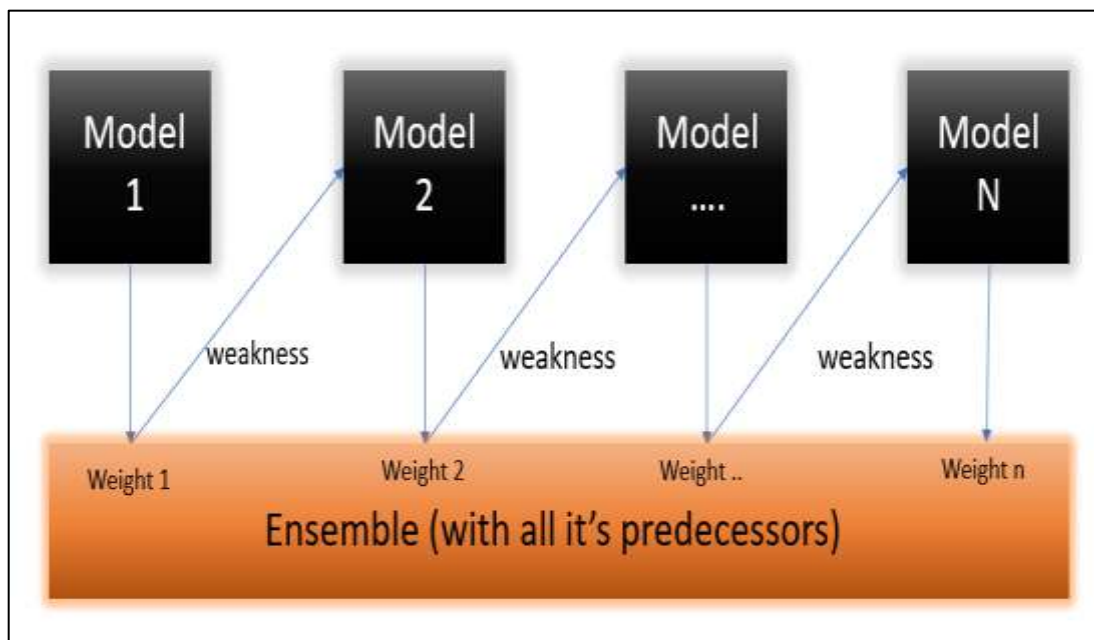 Model
1
Model
2
Model
....
Model
N
weakness
weakness
weakness
Weight 1
Weight 2
Weight ..
Weight n
Ensemble (with all it's predecessors)